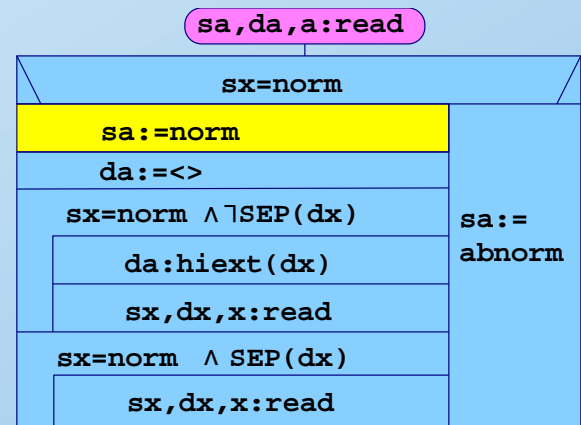 sa,da,a:read
sx=norm
sa:=norm
da:=<>
sx=norm ∧ ⅂SEP(dx)
da:hiext(dx)
sx,dx,x:read
sx=norm ∧ SEP(dx)
sx,dx,x:read
sa:=
abnorm